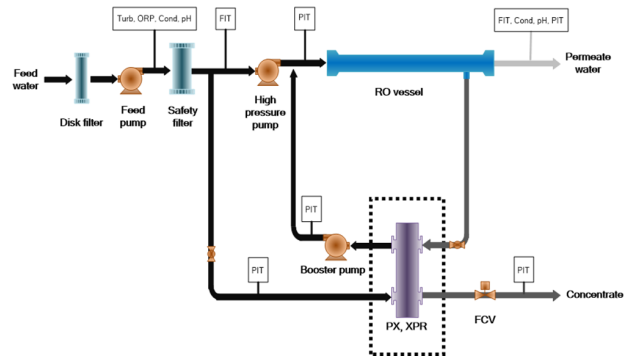 Turb, ORP, Cond, pH
FIT
PIT
FIT, Cond, pH, PIT
Feed
water
Disk filter
Feed
pump
Safety
filter
High
pressure
pump
RO vessel
Permeate
water
PIT
Booster pump
PIT
PX, XPR
FCV
PIT
Concentrate